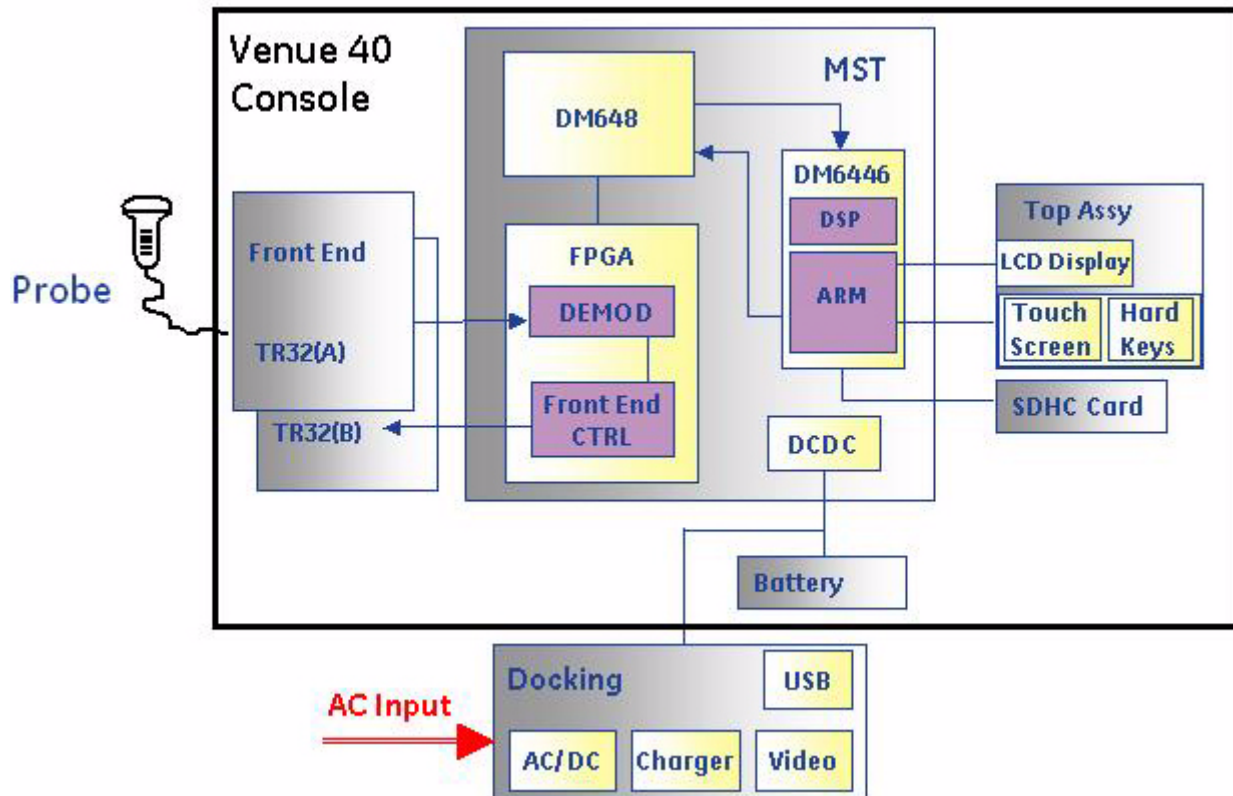 Venue 40
Console
MST
DM648
DM6446
DSP
ARM
Top Assy
LCD Display
Touch
Screen
Hard
Keys
SDHC Card
Probe
Front End
TR32(A)
TR32(B)
FPGA
DEMOD
Front End
CTRL
DCDC
Battery
Docking
USB
AC Input
AC/DC
Charger
Video